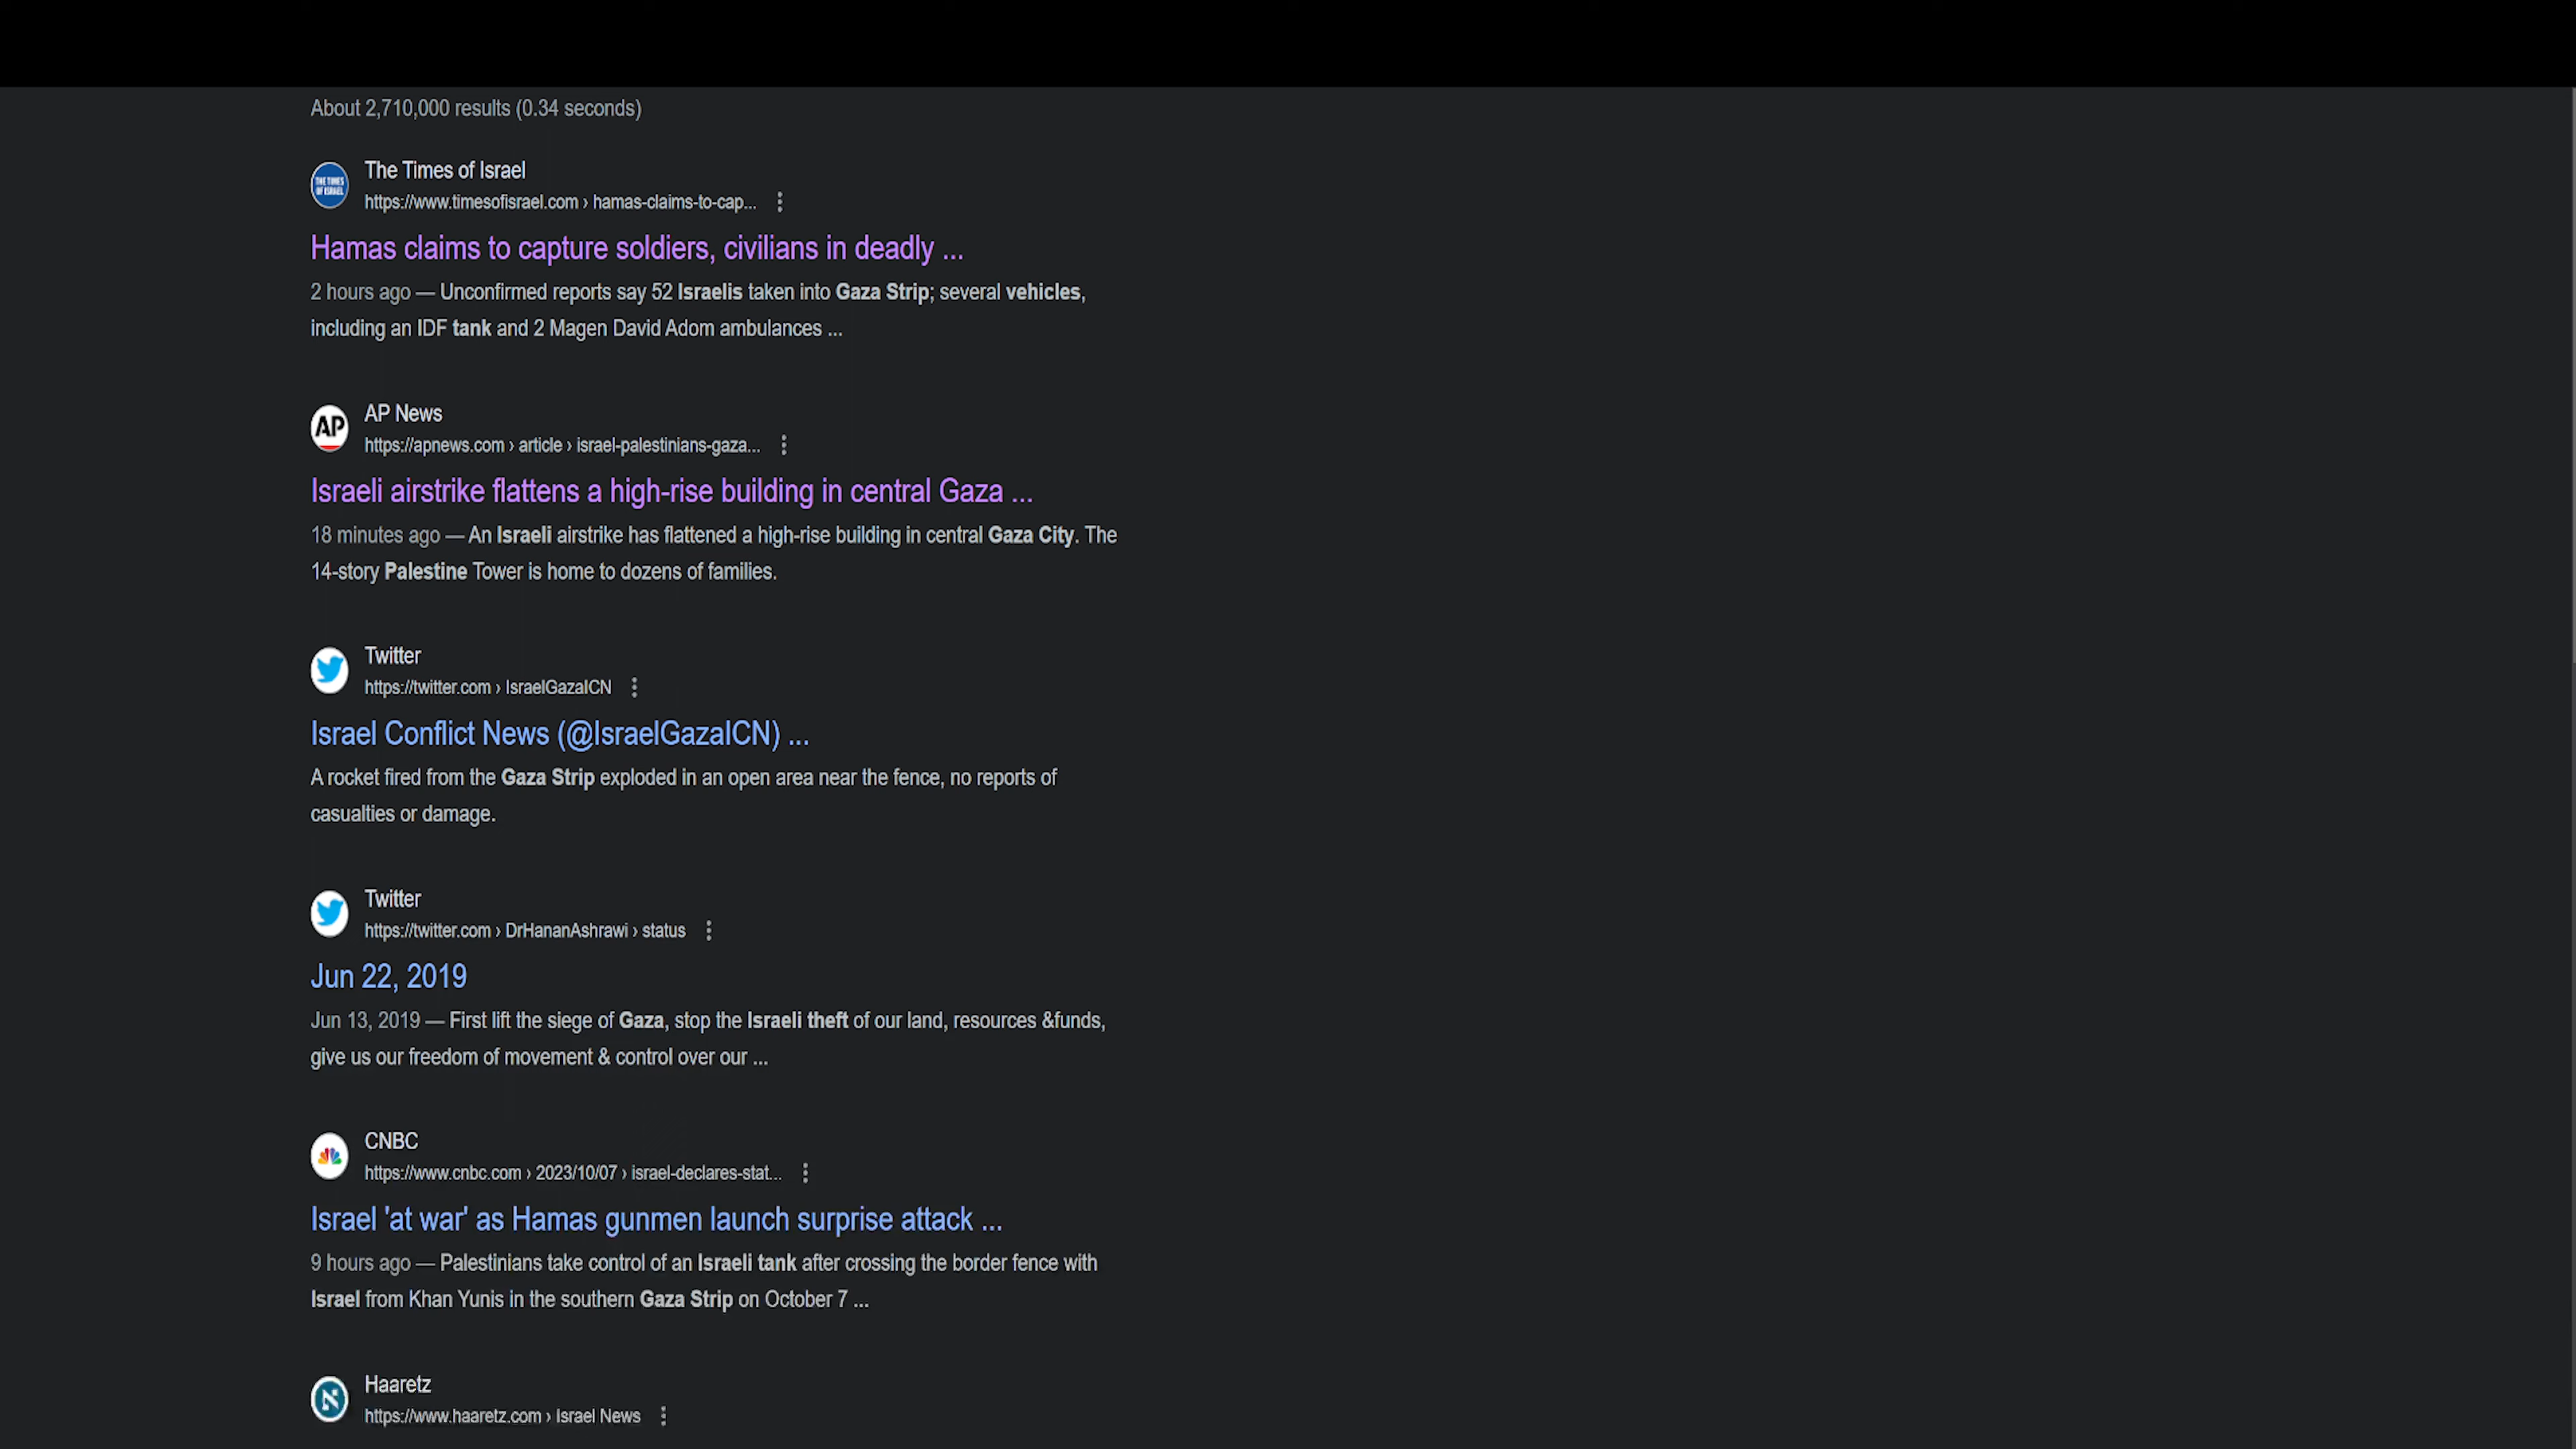 About 2,710,000 results (0.34 seconds)
THE TIMES
OF ISRAEL
The Times of Israel
https://www.timesofisrael.com › hamas-claims-to-cap...
Hamas claims to capture soldiers, civilians in deadly ...
2 hours ago — Unconfirmed reports say 52 Israelis taken into Gaza Strip; several vehicles,
including an IDF tank and 2 Magen David Adom ambulances ...
AP
AP News
https://apnews.com › article › israel-palestinians-gaza...
Israeli airstrike flattens a high-rise building in central Gaza ...
18 minutes ago — An Israeli airstrike has flattened a high-rise building in central Gaza City. The
14-story Palestine Tower is home to dozens of families.
Twitter
https://twitter.com › IsraelGazaICN
Israel Conflict News (@IsraelGazaICN) ...
A rocket fired from the Gaza Strip exploded in an open area near the fence, no reports of
casualties or damage.
Twitter
https://twitter.com › DrHananAshrawi › status
Jun 22, 2019
Jun 13, 2019 — First lift the siege of Gaza, stop the Israeli theft of our land, resources &funds,
give us our freedom of movement & control over our ...
CNBC
https://www.cnbc.com › 2023/10/07 › israel-declares-stat...
Israel 'at war' as Hamas gunmen launch surprise attack ...
9 hours ago — Palestinians take control of an Israeli tank after crossing the border fence with
Israel from Khan Yunis in the southern Gaza Strip on October 7 ...
א
Haaretz
https://www.haaretz.com › Israel News